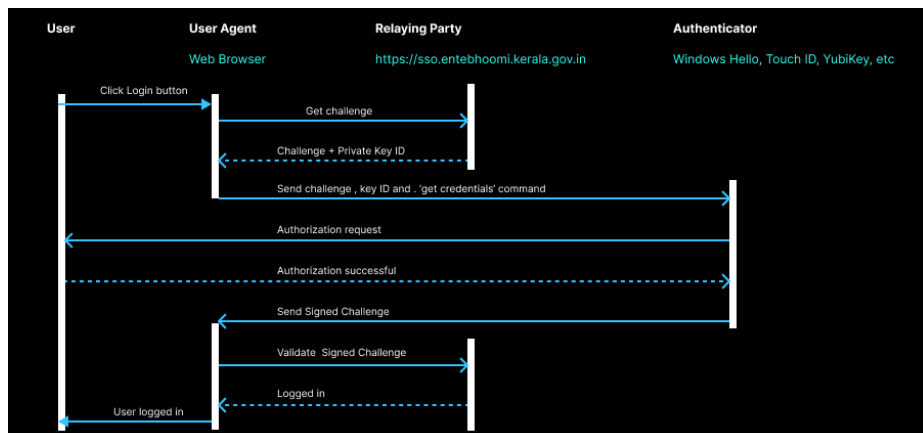 User
User Agent
Relaying Party
Authenticator
Web Browser
https://sso.entebhoomi.kerala.gov.in
Windows Hello, Touch ID, YubiKey, etc
Click Login button
Get challenge
Challenge + Private Key ID
Send challenge , key ID and . ‘get credentials’ command
Authorization request
Authorization successful
Send Signed Challenge
Validate  Signed Challenge
Logged in
User logged in